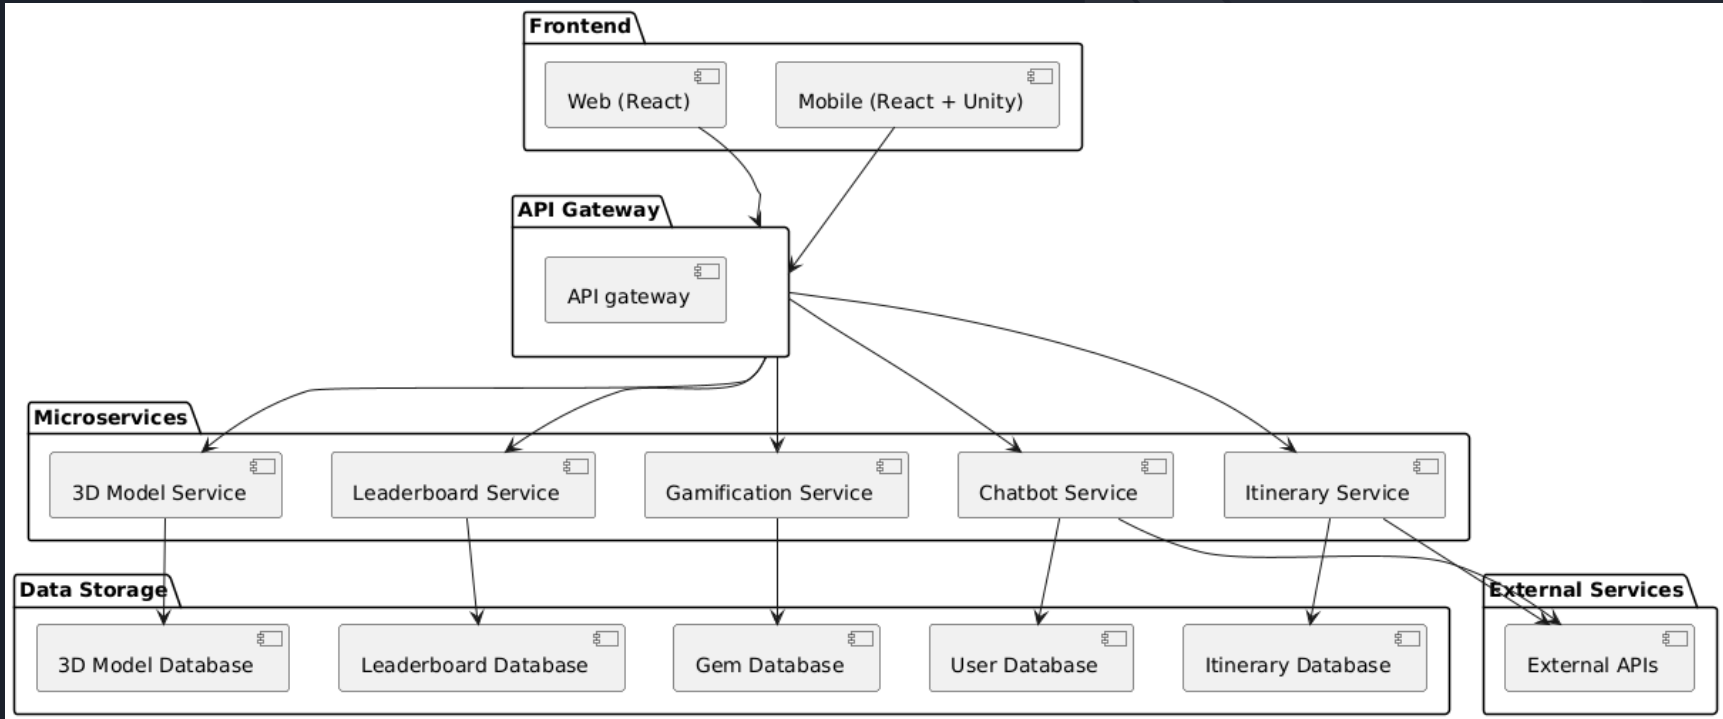 Frontend
Web (React)
Mobile (React + Unity)
API Gateway
API gateway
Microservices
3D Model Service
Leaderboard Service
Gamification Service
Chatbot Service
Itinerary Service
Data Storage
External Services
3D Model Database
Leaderboard Database
Gem Database
User Database
Itinerary Database
External APIs